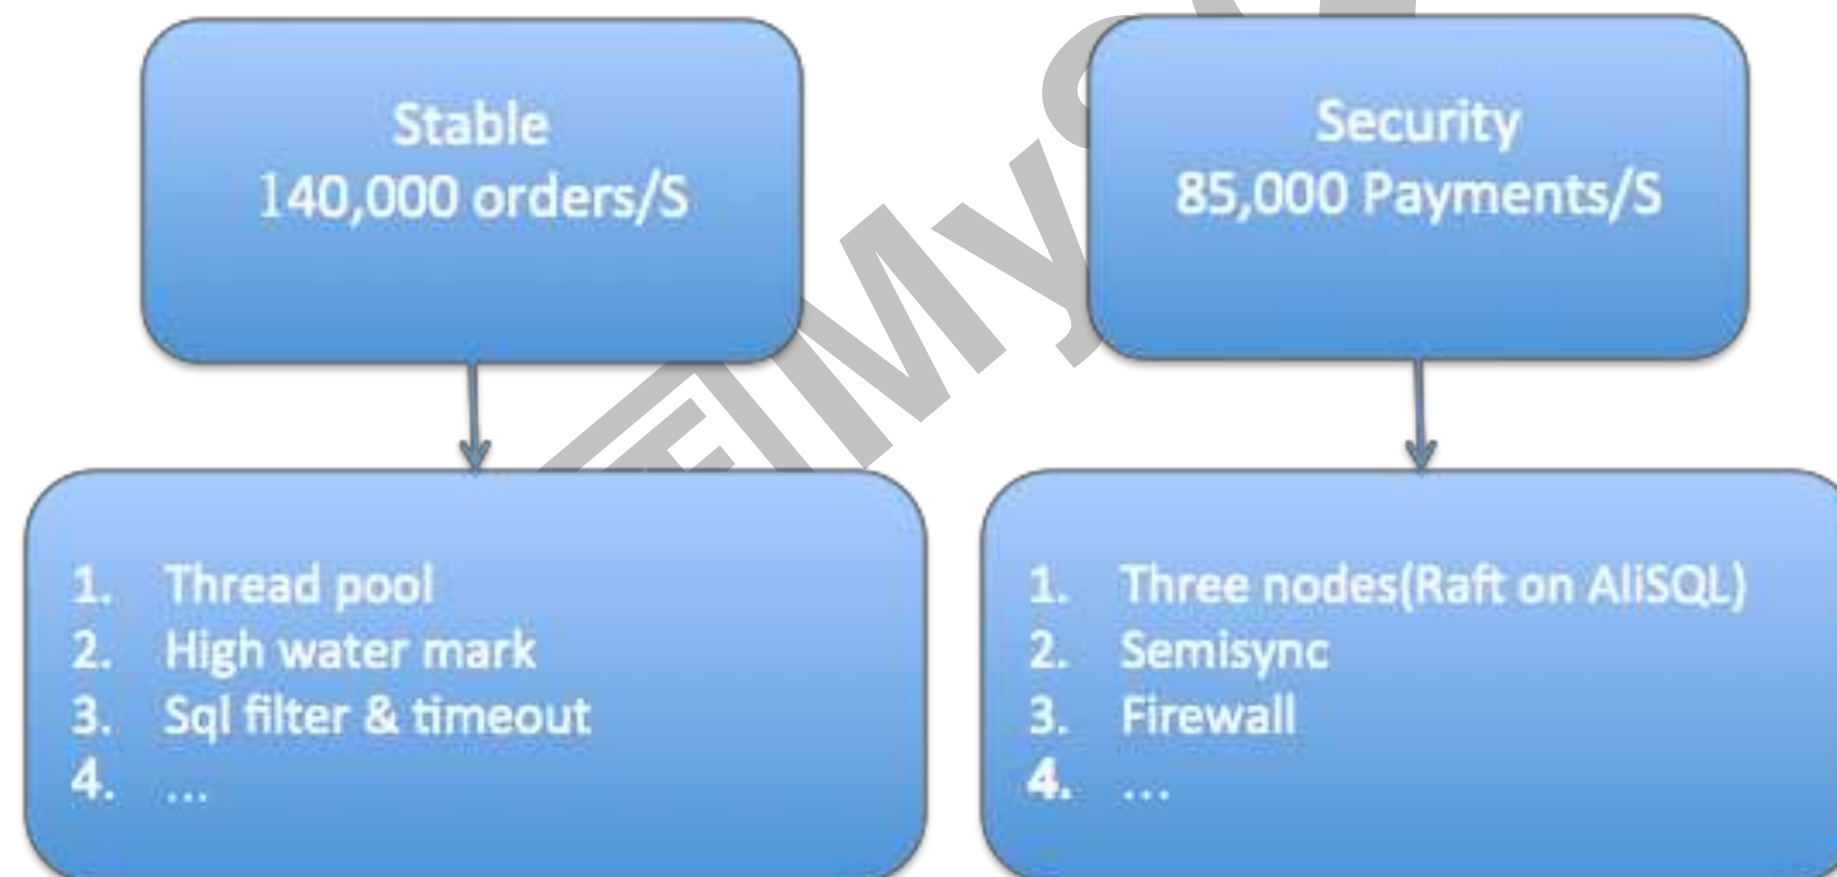 Stable
140,000 orders/S
Security
85,000 Payments/S
1. Thread pool
2. High water mark
3. Sql filter & timeout
4. ...
1. Three nodes(Raft on AliSQL)
2. Semisync
3. Firewall
4. ...